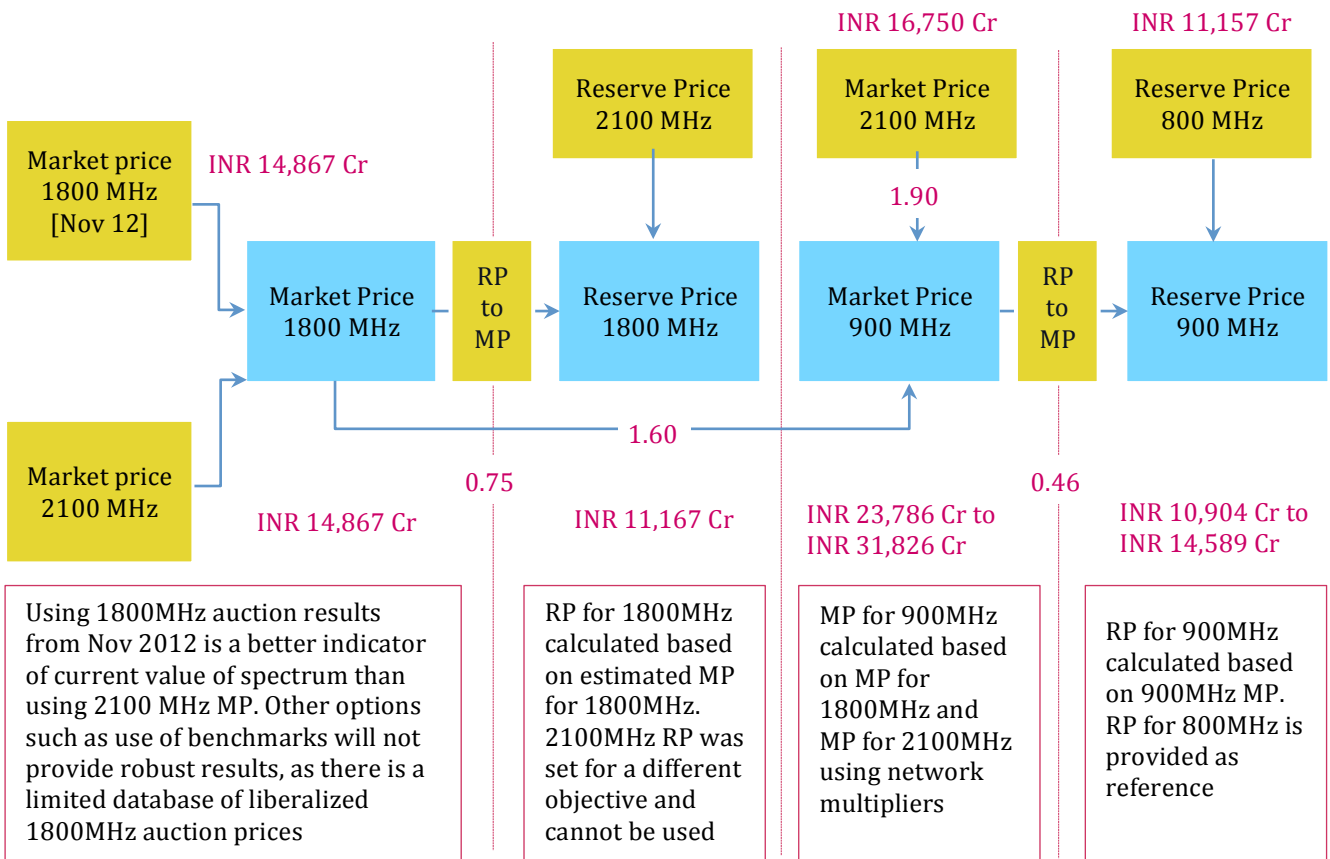 INR 16,750 Cr
INR 11,157 Cr
Reserve Price
2100 MHz
Market Price
2100 MHz
Reserve Price
800 MHz
Market price
1800 MHz
[Nov 12]
INR 14,867 Cr
1.90
Market Price
1800 MHz
RP
to
MP
Reserve Price
1800 MHz
Market Price
900 MHz
RP
to
MP
Reserve Price
900 MHz
1.60
Market price
2100 MHz
0.75
0.46
INR 14,867 Cr
INR 11,167 Cr
INR 23,786 Cr to
INR 31,826 Cr
INR 10,904 Cr to
INR 14,589 Cr
Using 1800MHz auction results
from Nov 2012 is a better indicator
of current value of spectrum than
using 2100 MHz MP. Other options
such as use of benchmarks will not
provide robust results, as there is a
limited database of liberalized
1800MHz auction prices
RP for 1800MHz
calculated based
on estimated MP
for 1800MHz.
2100MHz RP was
set for a different
objective and
cannot be used
MP for 900MHz
calculated based
on MP for
1800MHz and
MP for 2100MHz
using network
multipliers
RP for 900MHz
calculated based
on 900MHz MP.
RP for 800MHz is
provided as
reference